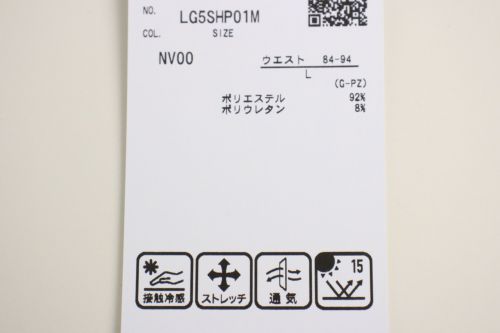 NO. LG5SHP01M
COL. SIZE
NV00 ウエスト 84-94
L
(G-PZ)
ポリエステル 92%
ポリウレタン 8%
15
接触冷感 ストレッチ 通気